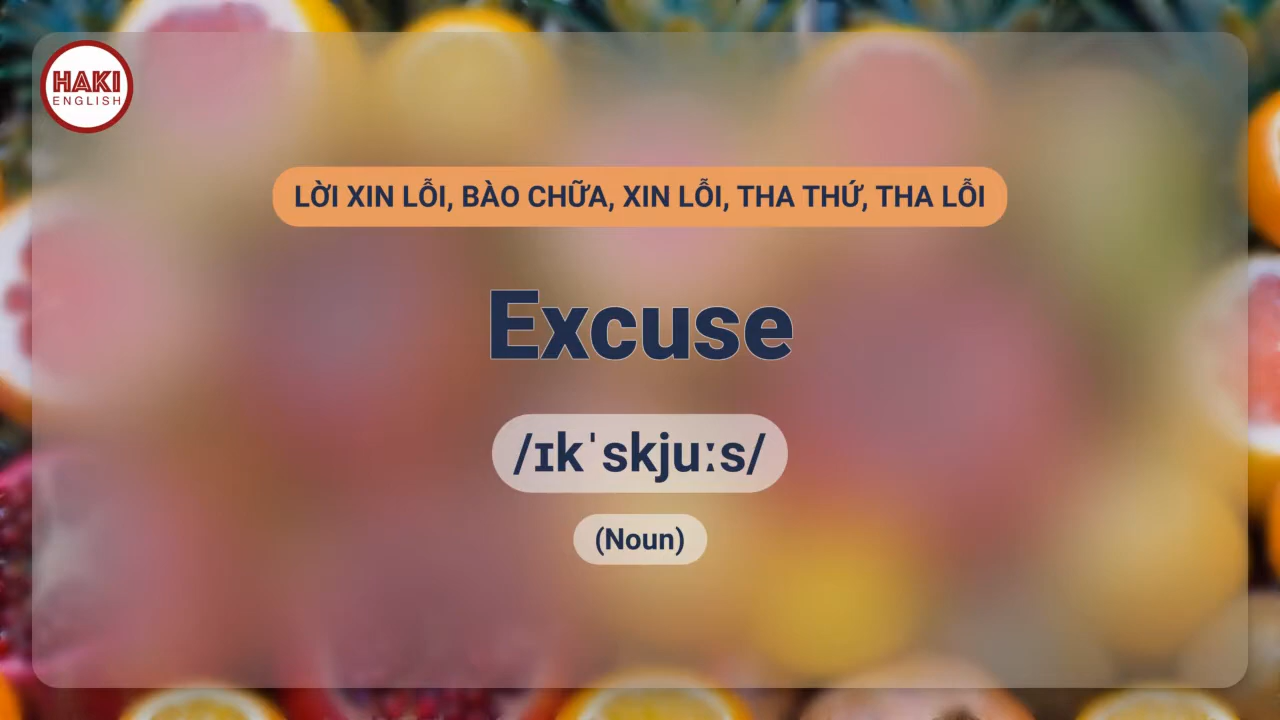 HAKI
ENGLISH
LỜI XIN LỖI, BÀO CHỮA, XIN LỖI, THA THỨ, THA LỖI
Excuse
/ɪkˈskjuːs/
(Noun)